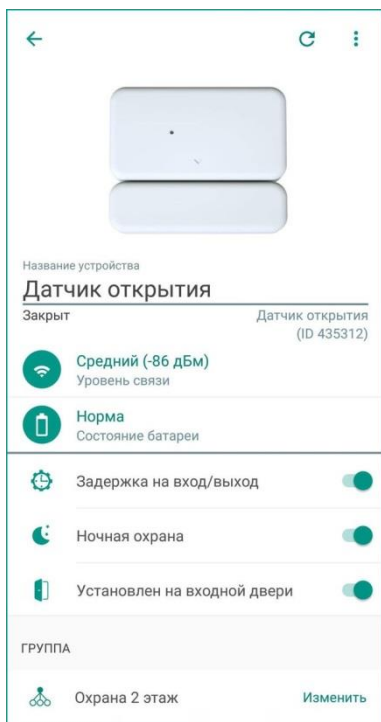 Название устройства
Датчик открытия
Закрыт
Датчик открытия
(ID 435312)
Средний (-86 дБм)
Уровень связи
Норма
Состояние батареи
Задержка на вход/выход
Ночная охрана
Установлен на входной двери
ГРУППА
Охрана 2 этаж
Изменить